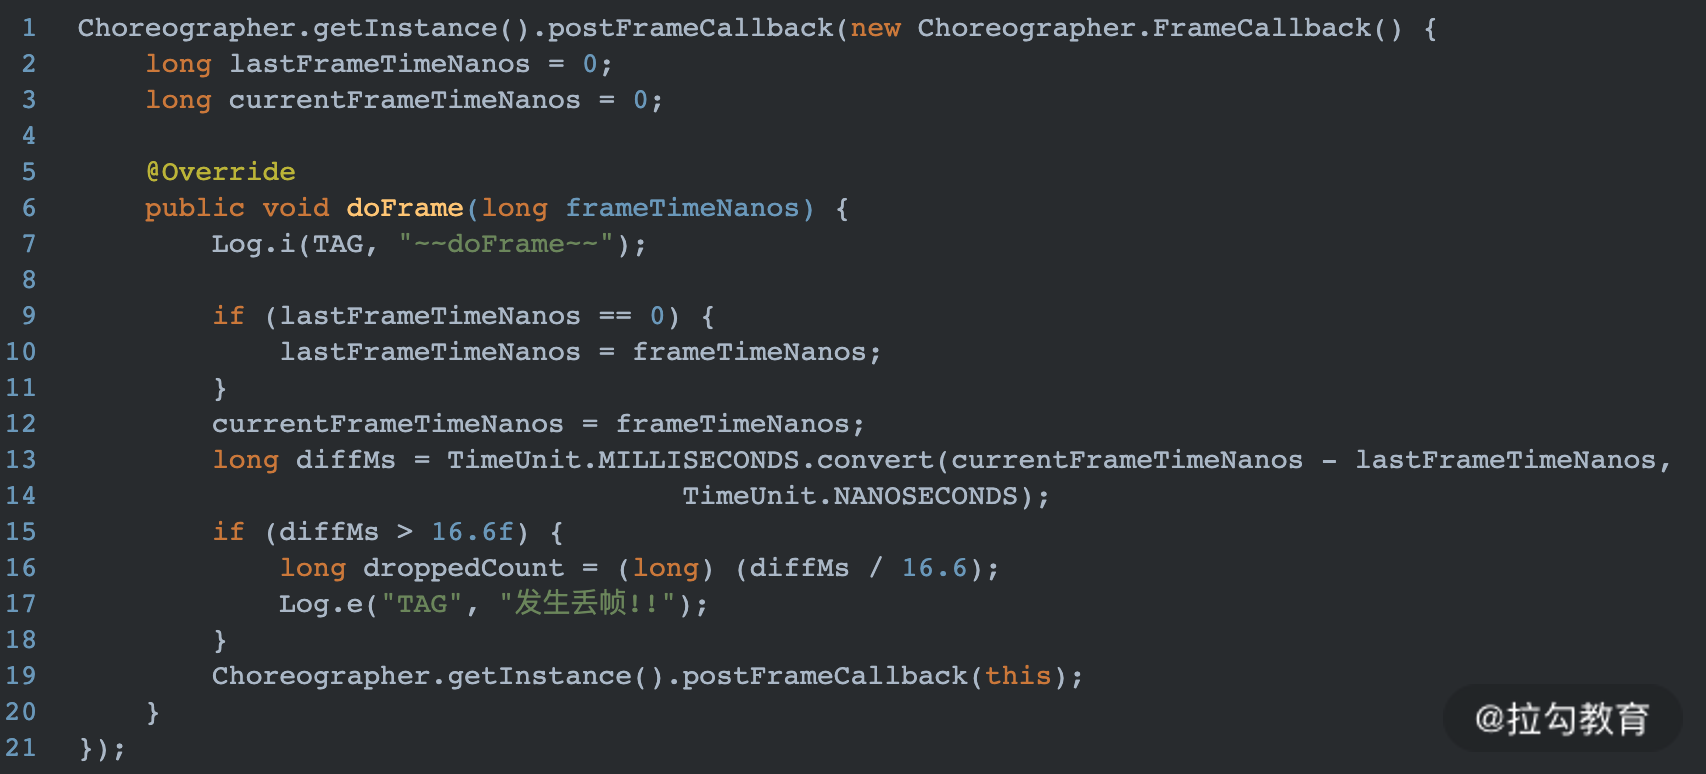 1 Choreographer.getInstance().postFrameCallback(new Choreographer.FrameCallback() {
2     long lastFrameTimeNanos = 0;
3     long currentFrameTimeNanos = 0;
4
5     @Override
6     public void doFrame(long frameTimeNanos) {
7         Log.i(TAG, "~~doFrame~~");
8
9         if (lastFrameTimeNanos == 0) {
10             lastFrameTimeNanos = frameTimeNanos;
11         }
12         currentFrameTimeNanos = frameTimeNanos;
13         long diffMs = TimeUnit.MILLISECONDS.convert(currentFrameTimeNanos - lastFrameTimeNanos,
14                                     TimeUnit.NANOSECONDS);
15         if (diffMs > 16.6f) {
16             long droppedCount = (long) (diffMs / 16.6);
17             Log.e("TAG", "发生丢帧!!");
18         }
19         Choreographer.getInstance().postFrameCallback(this);
20     }
21 });
@拉勾教育